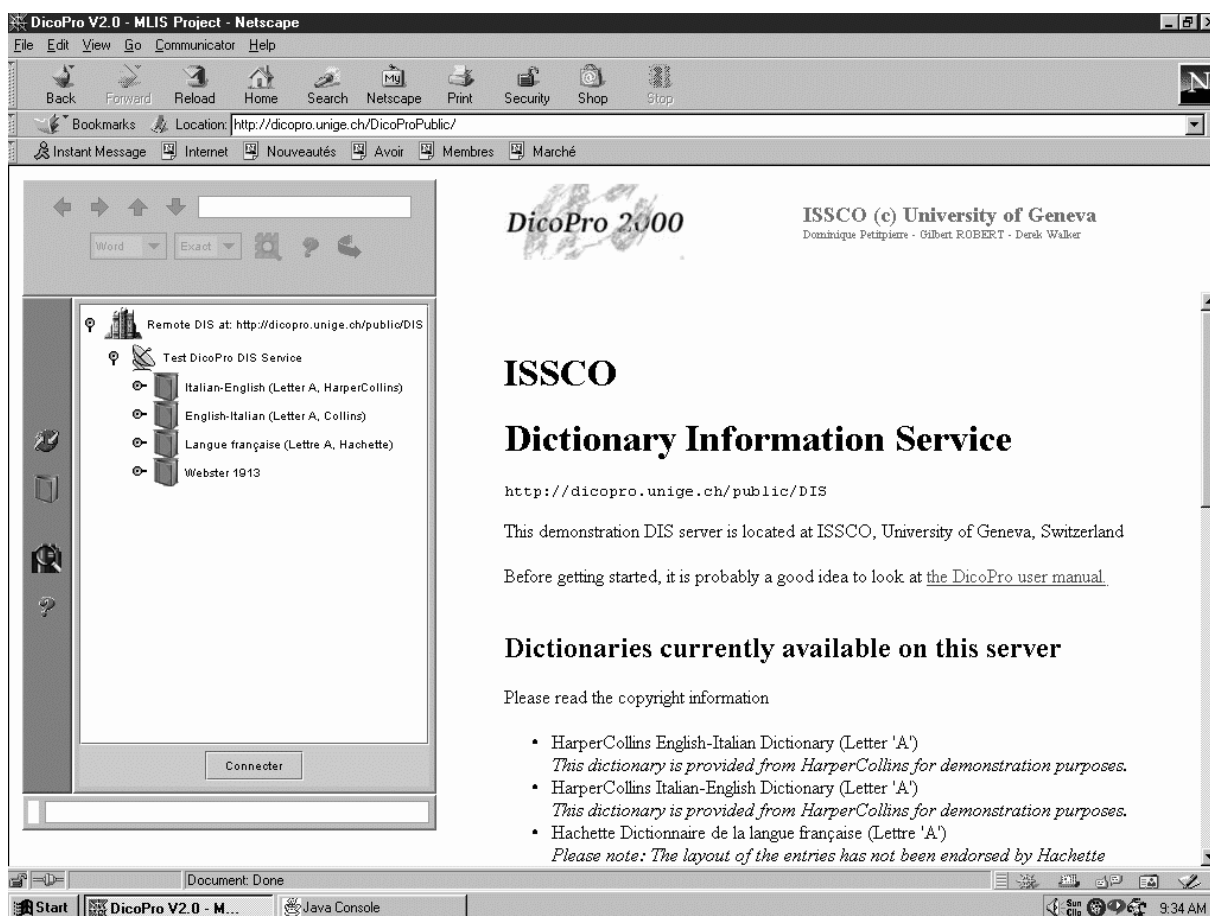 DicoPro V2.0 - MLIS Project - Netscape
File Edit View Go Communicator Help
Back Forward Reload Home Search Netscape Print Security Shop Stop
My
N
Bookmarks Location: http://dicopro.unige.ch/DicoProPublic/
Instant Message Internet Nouveautés Avoir Membres Marché
Word Exact
Remote DIS at: http://dicopro.unige.ch/public/DIS
Test DicoPro DIS Service
Italian-English (Letter A, HarperCollins)
English-Italian (Letter A, Collins)
Langue française (Lettre A, Hachette)
Webster 1913
Connecter
DicoPro 2000
ISSCO (c) University of Geneva
Dominique Petitpierre - Gilbert ROBERT - Derek Walker
ISSCO
Dictionary Information Service
http://dicopro.unige.ch/public/DIS
This demonstration DIS server is located at ISSCO, University of Geneva, Switzerland
Before getting started, it is probably a good idea to look at the DicoPro user manual.
Dictionaries currently available on this server
Please read the copyright information
• HarperCollins English-Italian Dictionary (Letter 'A')
This dictionary is provided from HarperCollins for demonstration purposes.
• HarperCollins Italian-English Dictionary (Letter 'A')
This dictionary is provided from HarperCollins for demonstration purposes.
• Hachette Dictionnaire de la langue française (Lettre 'A')
Please note: The layout of the entries has not been endorsed by Hachette
Document: Done
Start DicoPro V2.0 - M... Java Console 9:34 AM